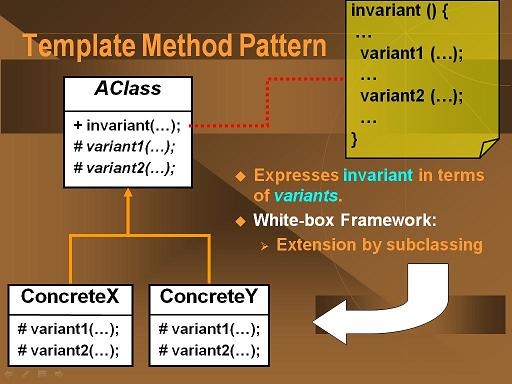 Template Method Pattern
invariant () {
…
variant1 (…);
…
variant2 (…);
…
}
AClass
+ invariant(…);
# variant1(…);
# variant2(…);
Expresses invariant in terms
of variants.
White-box Framework:
Extension by subclassing
ConcreteX
# variant1(…);
# variant2(…);
ConcreteY
# variant1(…);
# variant2(…);